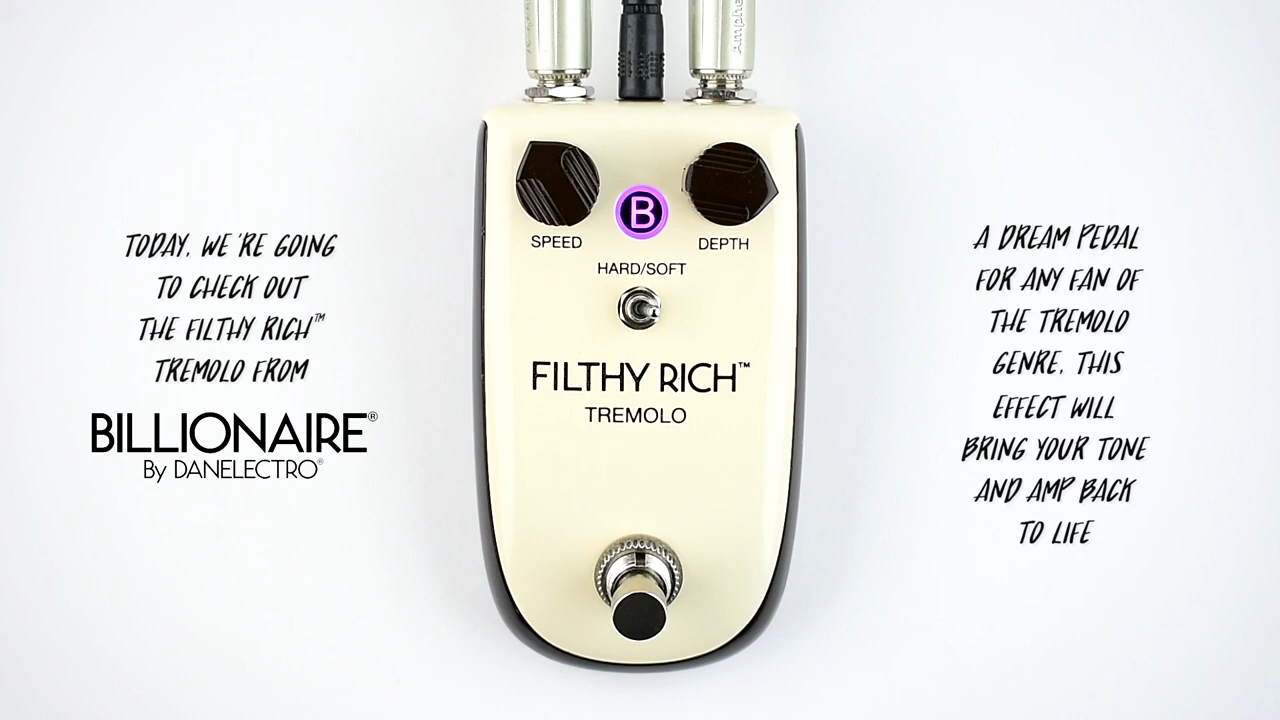 TODAY, WE'RE GOING
TO CHECK OUT
THE FILTHY RICH™
TREMOLO FROM
BILLIONAIRE®
By DANELECTRO®
Amphe
SPEED
B
DEPTH
HARD/SOFT
FILTHY RICH™
TREMOLO
A DREAM PEDAL
FOR ANY FAN OF
THE TREMOLO
GENRE, THIS
EFFECT WILL
BRING YOUR TONE
AND AMP BACK
TO LIFE